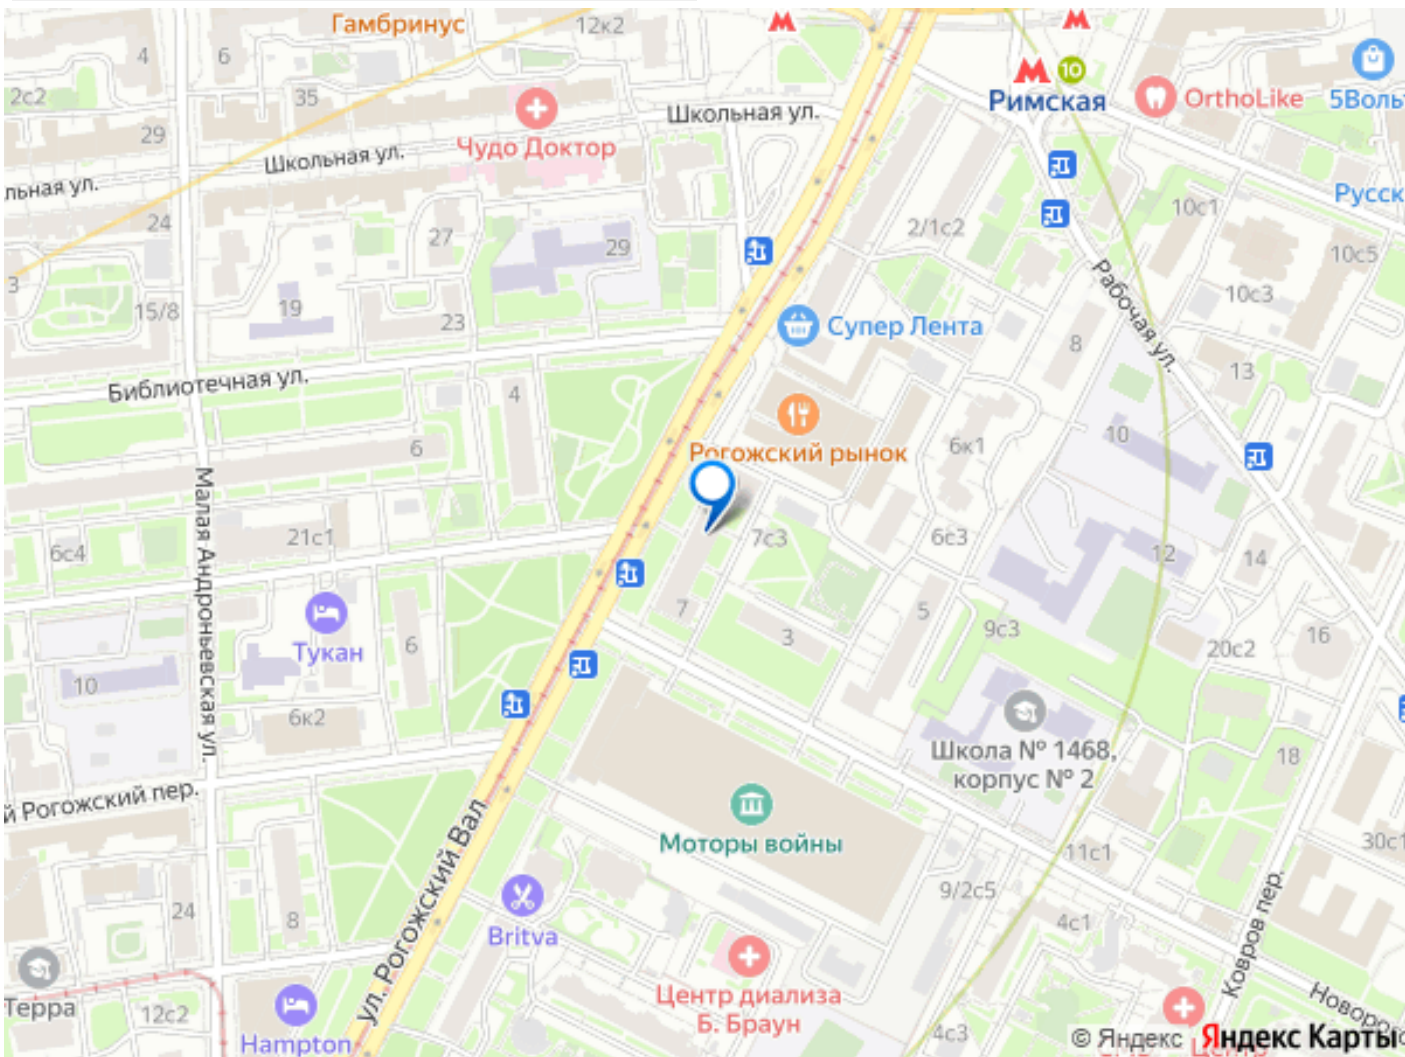 Гамбринус
12к2
4
6
М
М
2с2
35
М 10
Римская
OrthoLike
5Воль
Школьная ул.
29
Чудо Доктор
Школьная ул.
льная ул.
Русск
24
27
29
2/1с2
10с1
10с5
3
15/8
19
23
Рабочая ул.
10с3
Супер Лента
8
13
Библиотечная ул.
4
6
Рогожский рынок
6к1
10
Малая Андроньевская ул.
6с4
21с1
7с3
6с3
12
14
Тукан
6
7
3
5
9с3
20с2
16
10
6к2
Школа № 1468,
корпус № 2
18
й Рогожский пер.
ул. Рогожский Вал
Моторы войны
11с1
30с1
24
8
Britva
9/2с5
4с1
Ковров пер.
Терра
12с2
Hampton
Центр диализа
Б. Браун
4с3
Новорог
© Яндекс Яндекс Карты